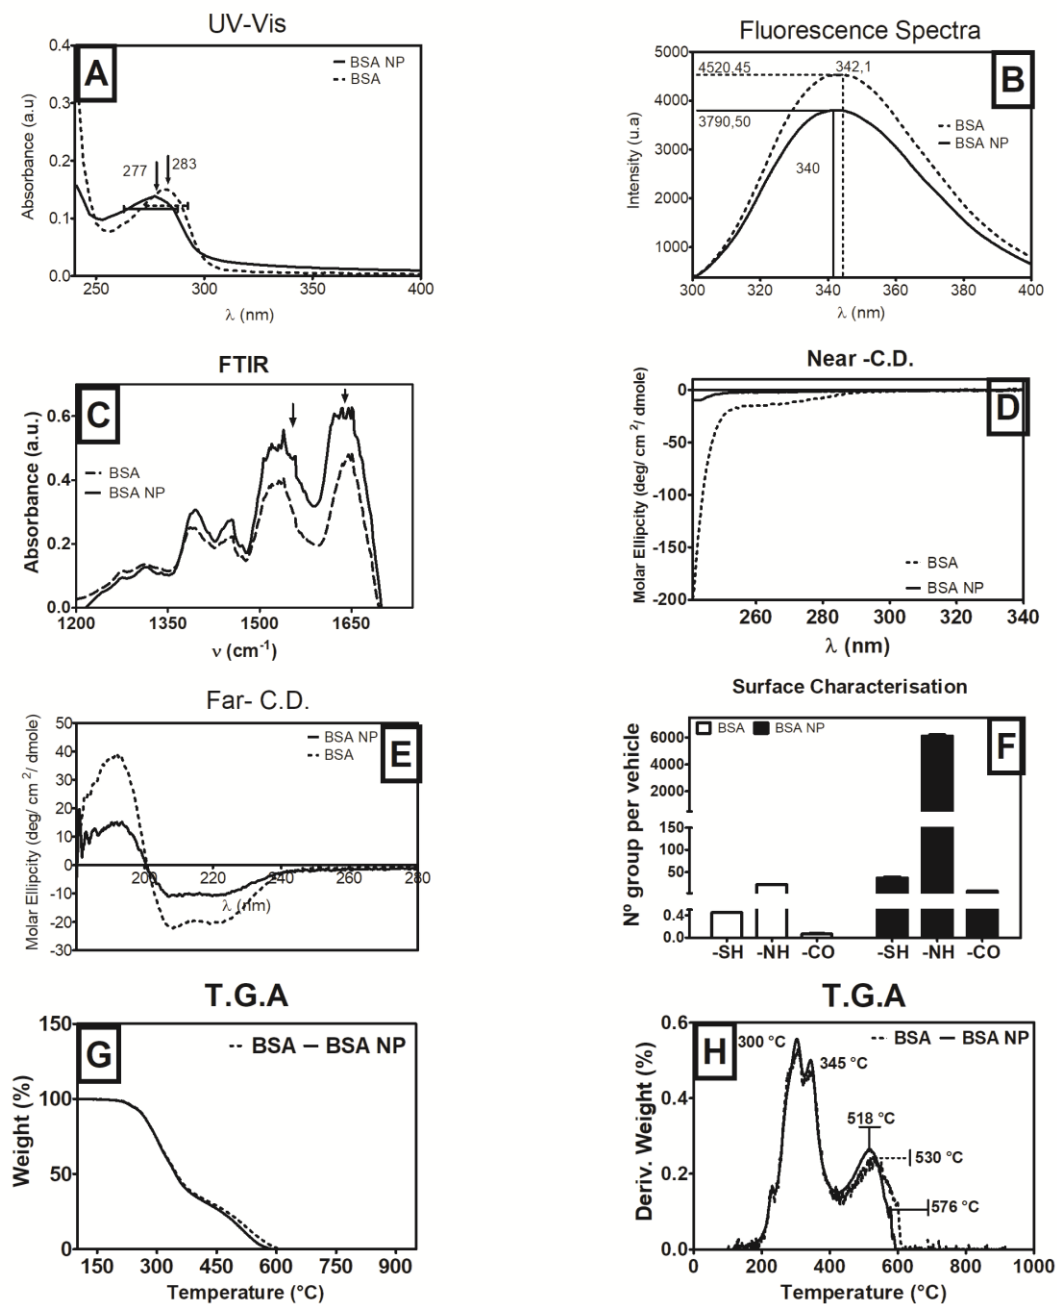 UV-Vis
A
BSA NP
BSA
277
283
Absorbance (a.u)
0.4
0.3
0.2
0.1
0.0
250
300
350
400
λ (nm)
Fluorescence Spectra
B
4520,45
342,1
3790,50
340
BSA
BSA NP
Intensity (u.a)
5000
4000
3000
2000
1000
300
320
340
360
380
400
λ (nm)
FTIR
C
BSA
BSA NP
Absorbance (a.u.)
0.6
0.4
0.2
0.0
1200
1350
1500
1650
ν (cm-1)
Near -C.D.
D
BSA
BSA NP
Molar Ellipcity (deg/ cm 2/ dmole)
0
-50
-100
-150
-200
260
280
300
320
340
λ (nm)
Far- C.D.
E
BSA NP
BSA
Molar Ellipcity (deg/ cm 2/ dmole)
50
40
30
20
10
0
-10
-20
-30
200
220
240
260
280
λ (nm)
Surface Characterisation
F
BSA
BSA NP
Nº group per vehicle
6000
4000
2000
150
100
50
0.4
0.0
-SH
-NH
-CO
-SH
-NH
-CO
T.G.A
G
BSA
BSA NP
Weight (%)
150
100
50
0
150
300
450
600
750
900
Temperature (°C)
T.G.A
H
BSA
BSA NP
300 °C
345 °C
518 °C
530 °C
576 °C
Deriv. Weight (%)
0.6
0.4
0.2
0.0
0
200
400
600
800
1000
Temperature (°C)